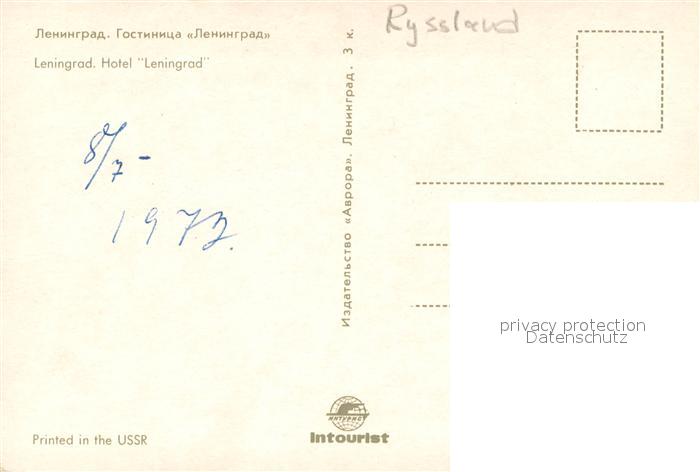 Ryssland
Ленинград. Гостиница «Ленинград»
Leningrad. Hotel "Leningrad"
8/7 -
1973.
Издательство «Аврора». Ленинград. 3 к.
privacy protection
Datenschutz
ИНТУРИСТ
Intourist
Printed in the USSR